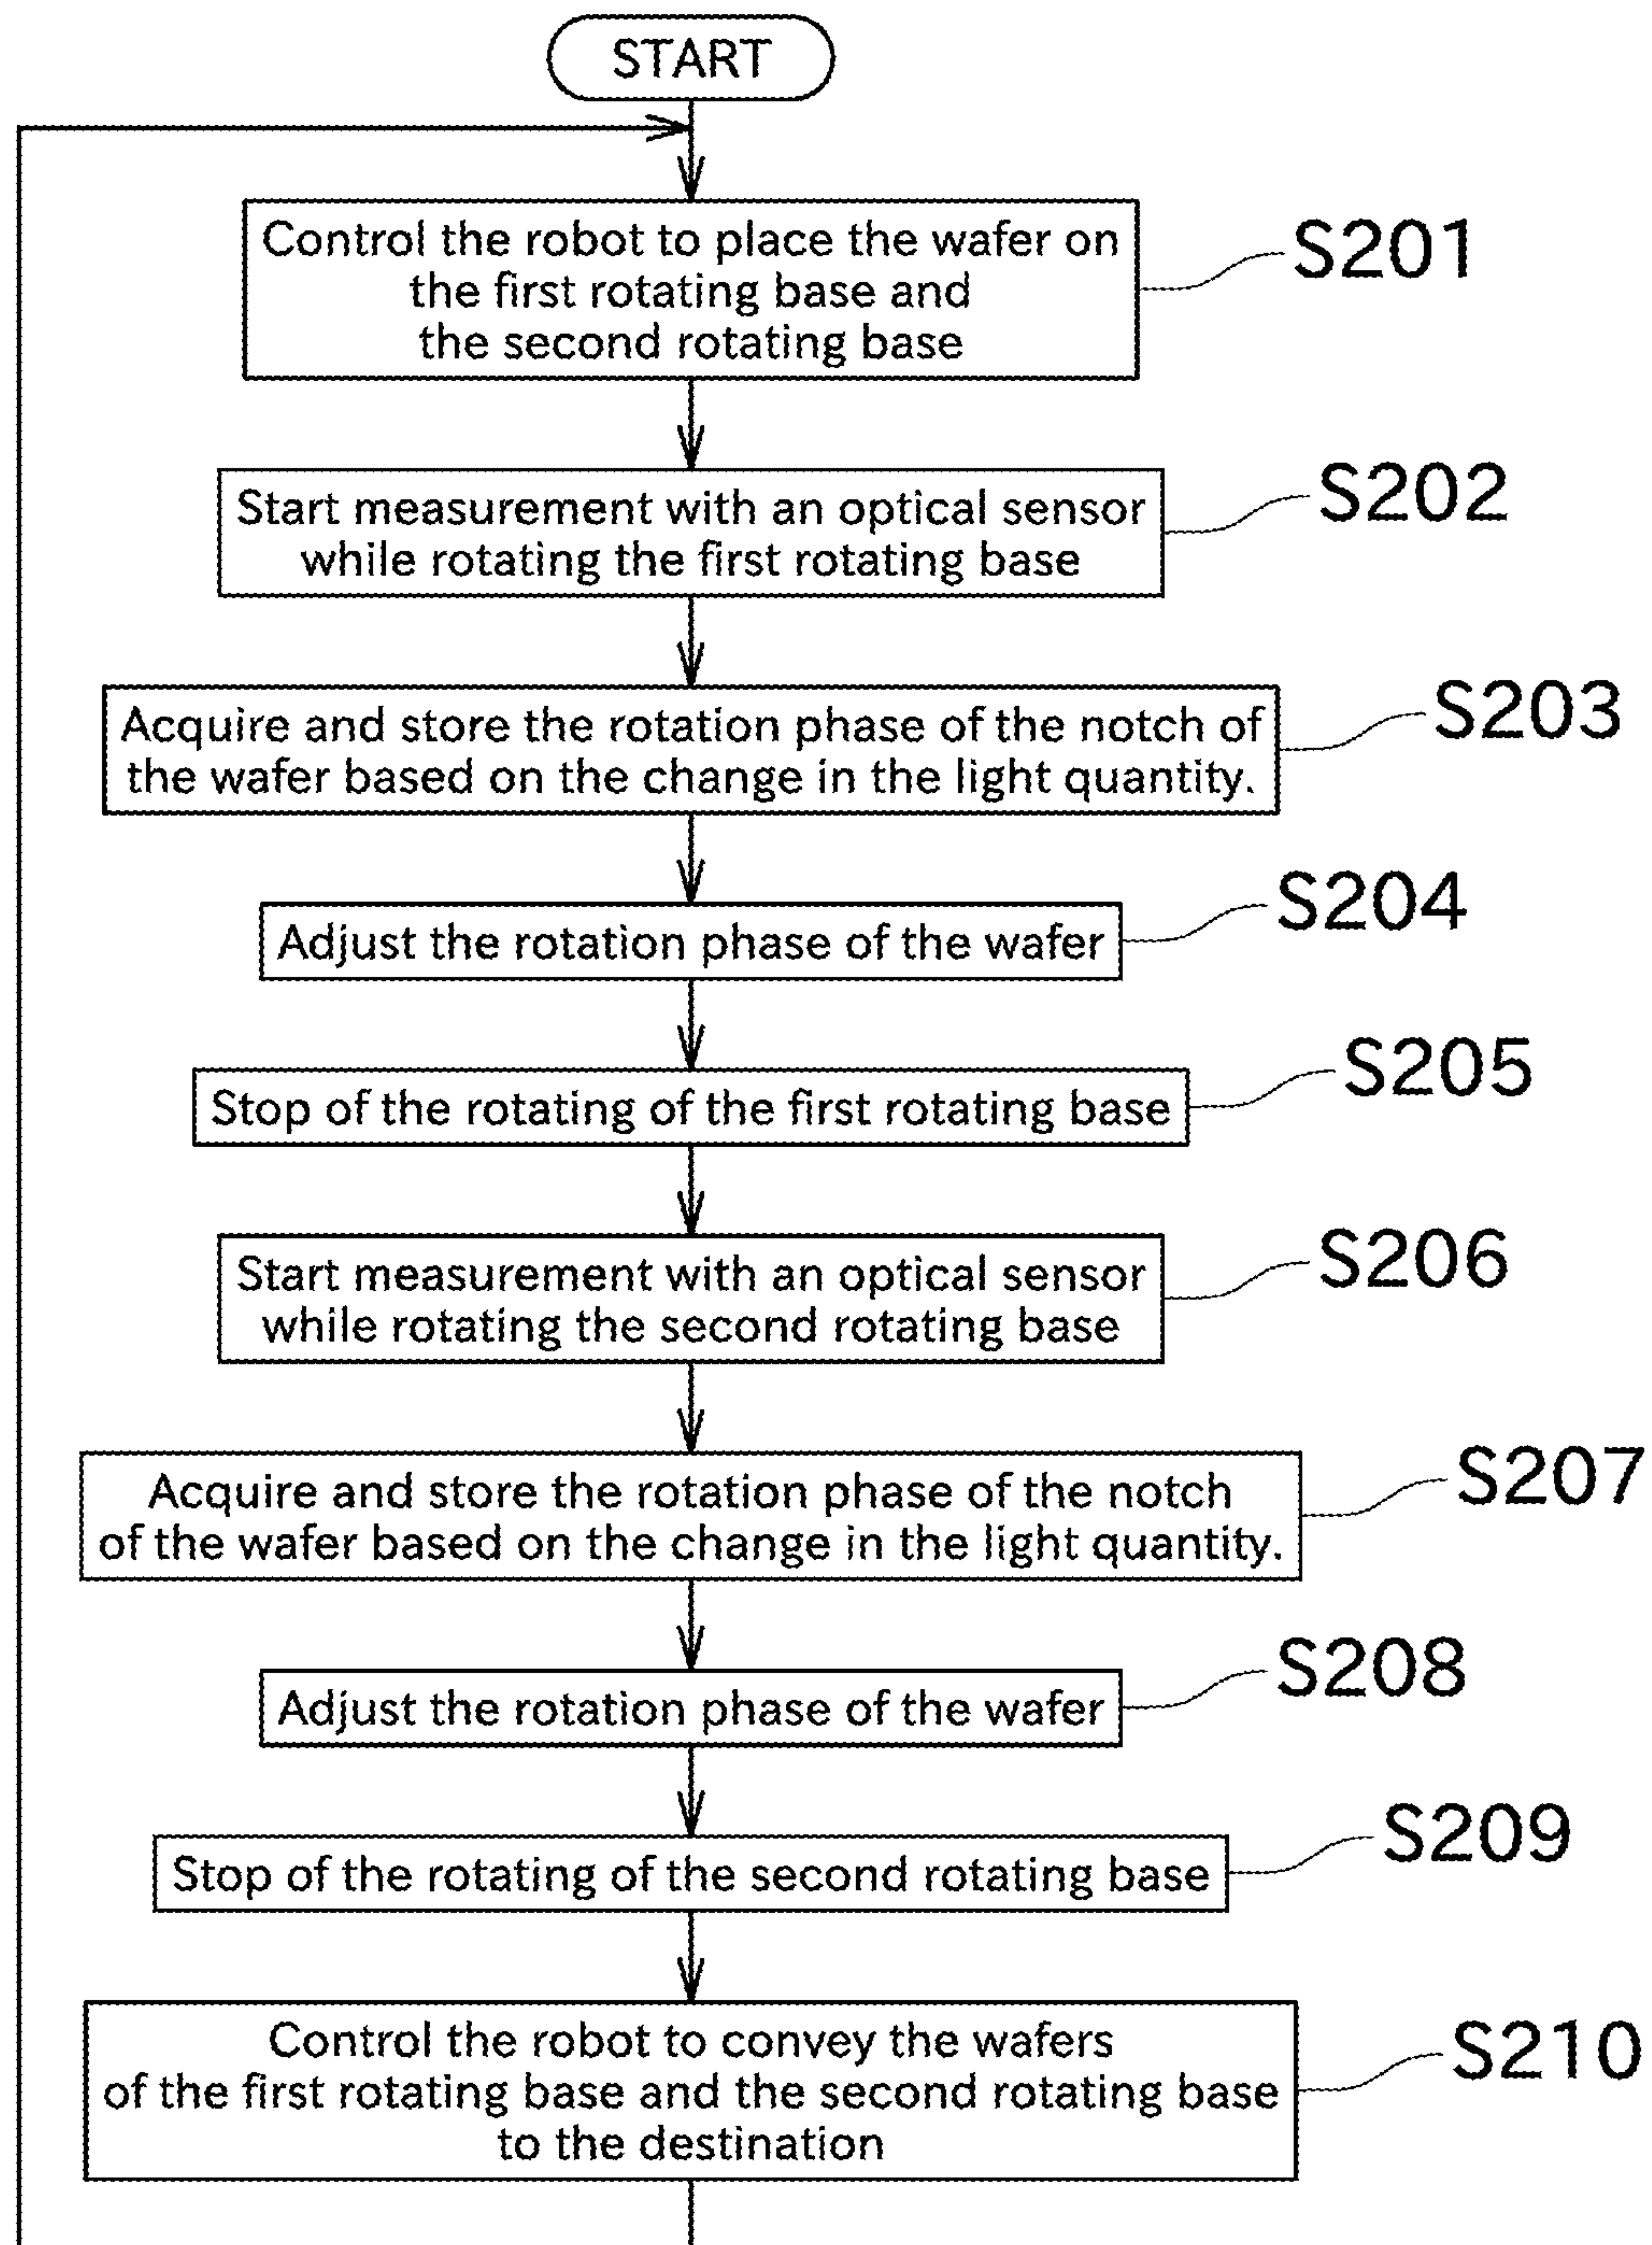 START
Control the robot to place the wafer on
the first rotating base and
the second rotating base
S201
Start measurement with an optical sensor
while rotating the first rotating base
S202
Acquire and store the rotation phase of the notch of
the wafer based on the change in the light quantity.
S203
Adjust the rotation phase of the wafer
S204
Stop of the rotating of the first rotating base
S205
Start measurement with an optical sensor
while rotating the second rotating base
S206
Acquire and store the rotation phase of the notch
of the wafer based on the change in the light quantity.
S207
Adjust the rotation phase of the wafer
S208
Stop of the rotating of the second rotating base
S209
Control the robot to convey the wafers
of the first rotating base and the second rotating base
to the destination
S210